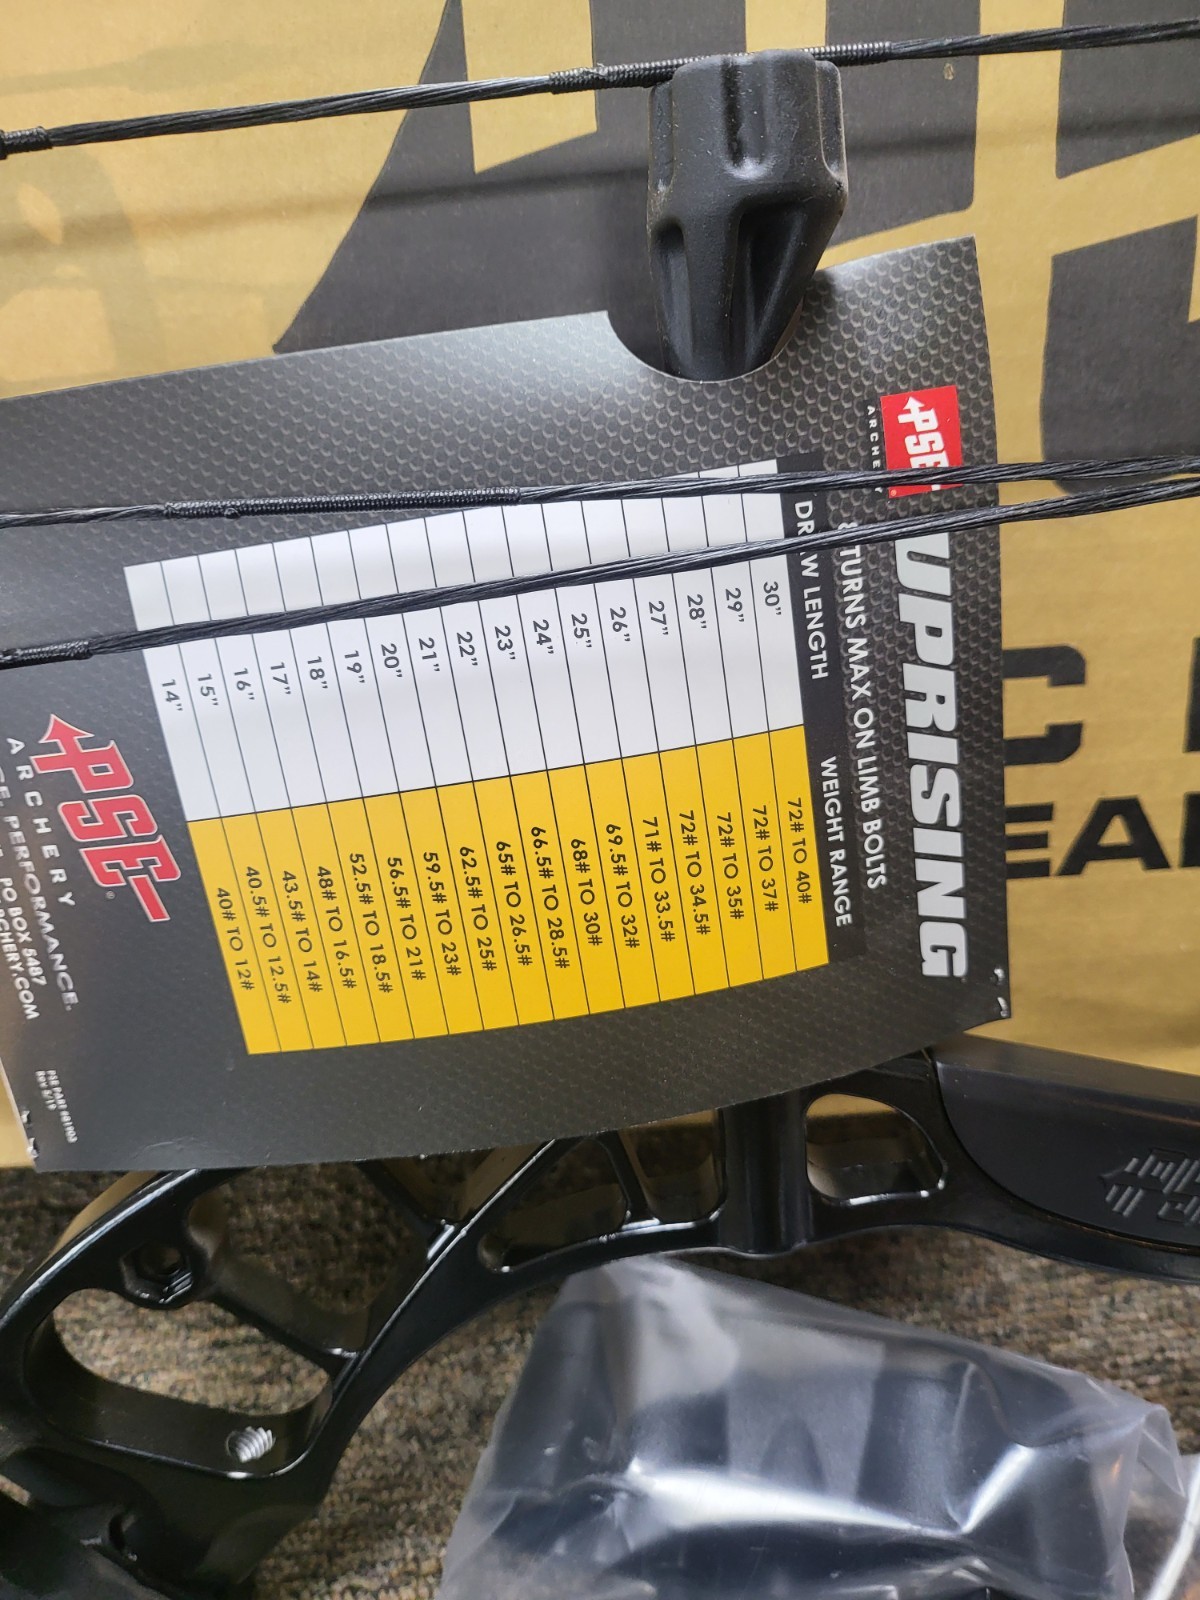 PSE
ARCHERY
UPRISING
TURNS MAX ON LIMB BOLTS
DRAW LENGTH WEIGHT RANGE
30" 72# TO 40#
29" 72# TO 37#
28" 72# TO 35#
27" 72# TO 34.5#
26" 71# TO 33.5#
25" 69.5# TO 32#
24" 68# TO 30#
23" 66.5# TO 28.5#
22" 65# TO 26.5#
21" 62.5# TO 25#
20" 59.5# TO 23#
19" 56.5# TO 21#
18" 52.5# TO 18.5#
17" 48# TO 16.5#
16" 43.5# TO 14#
15" 40.5# TO 12.5#
14" 40# TO 12#
PSE®
ARCHERY
PERFORMANCE.
PO BOX 5487